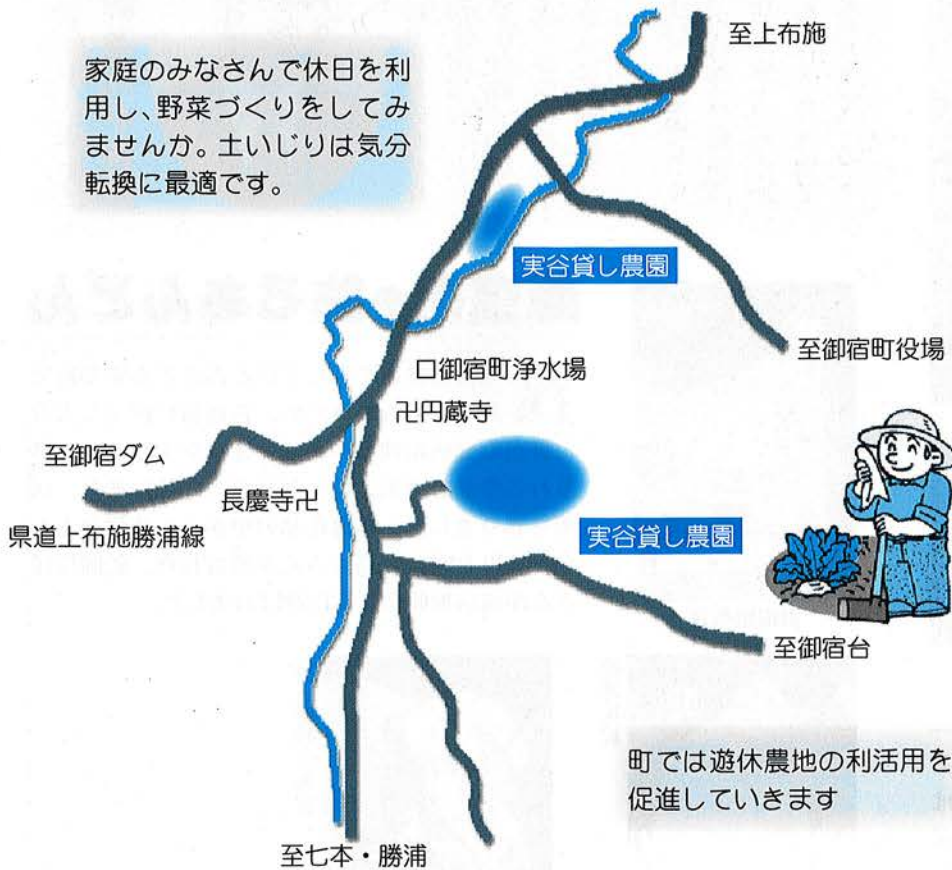 至上布施
家庭のみなさんで休日を利
用し、野菜づくりをしてみ
ませんか。土いじりは気分
転換に最適です。
実谷貸し農園
至御宿町役場
口御宿町浄水場
卍円蔵寺
至御宿ダム
長慶寺卍
県道上布施勝浦線
実谷貸し農園
至御宿台
町では遊休農地の利活用を
促進していきます
至七本・勝浦